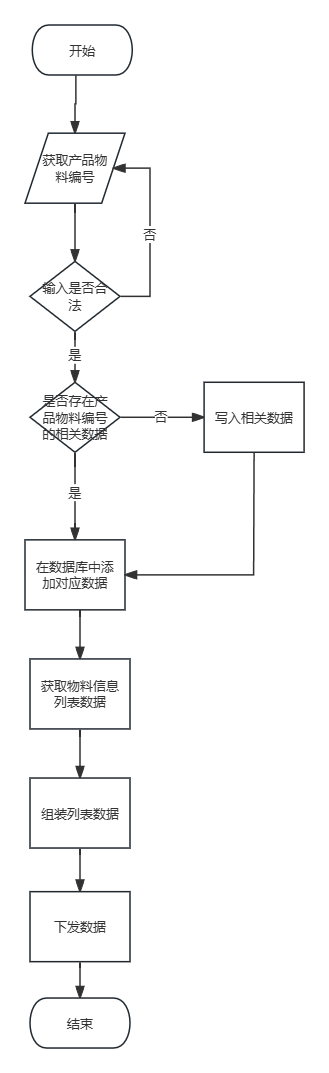 开始
获取产品物
料编号
否
输入是否合
法
是
是否存在产
品物料编号
的相关数据
否
写入相关数据
是
在数据库中添
加对应数据
获取物料信息
列表数据
组装列表数据
下发数据
结束